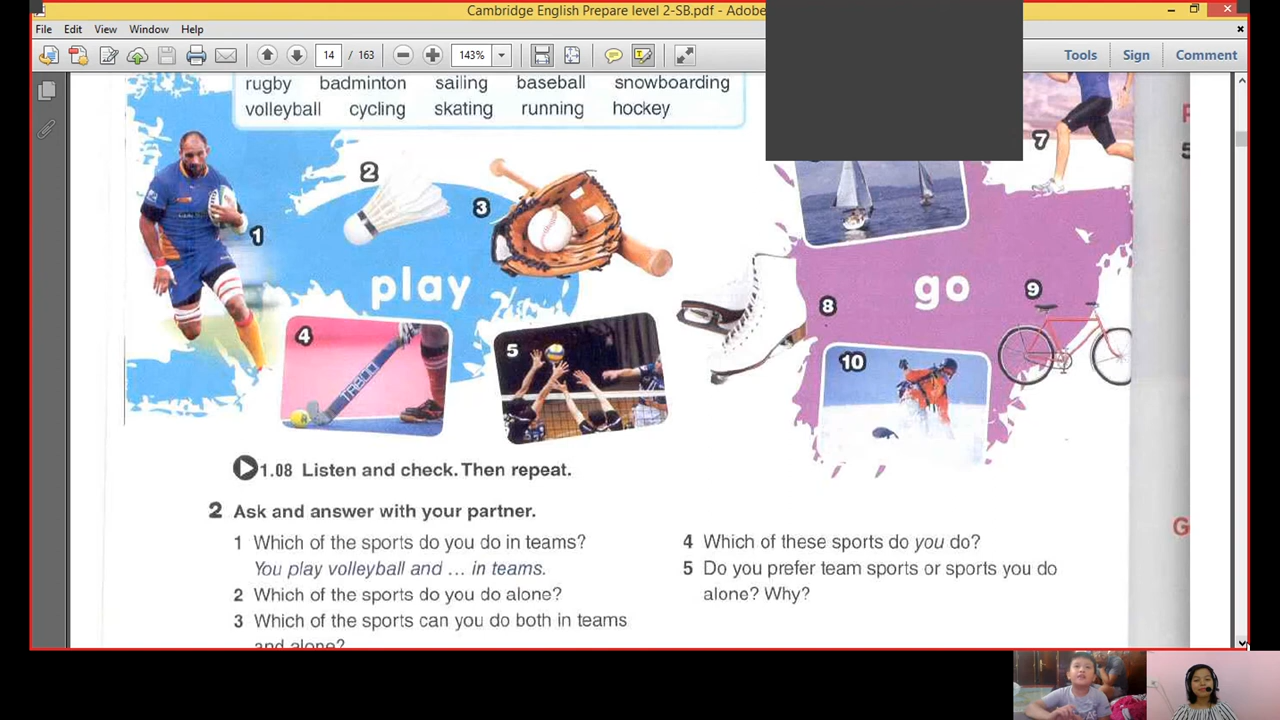 Cambridge English Prepare level 2-SB.pdf - Adobe
File Edit View Window Help
14 / 163 143% Tools Sign Comment
rugby badminton sailing baseball snowboarding
volleyball cycling skating running hockey
7
2
3
1
play
go
8
9
4
TABOO
5
10
1.08 Listen and check. Then repeat.
2 Ask and answer with your partner.
1 Which of the sports do you do in teams?
You play volleyball and … in teams.
2 Which of the sports do you do alone?
3 Which of the sports can you do both in teams
and alone?
4 Which of these sports do you do?
5 Do you prefer team sports or sports you do
alone? Why?
5
G